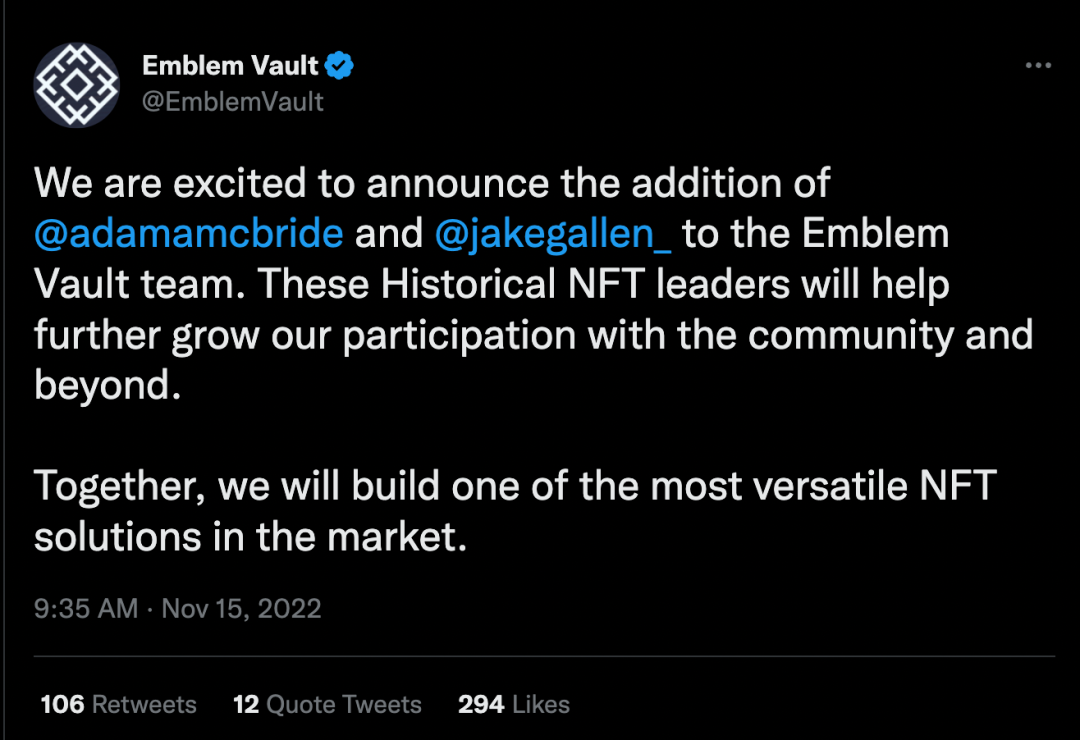 Emblem Vault
@EmblemVault
We are excited to announce the addition of
@adamamcbride and @jakegallen_ to the Emblem
Vault team. These Historical NFT leaders will help
further grow our participation with the community and
beyond.
Together, we will build one of the most versatile NFT
solutions in the market.
9:35 AM · Nov 15, 2022
106 Retweets 12 Quote Tweets 294 Likes